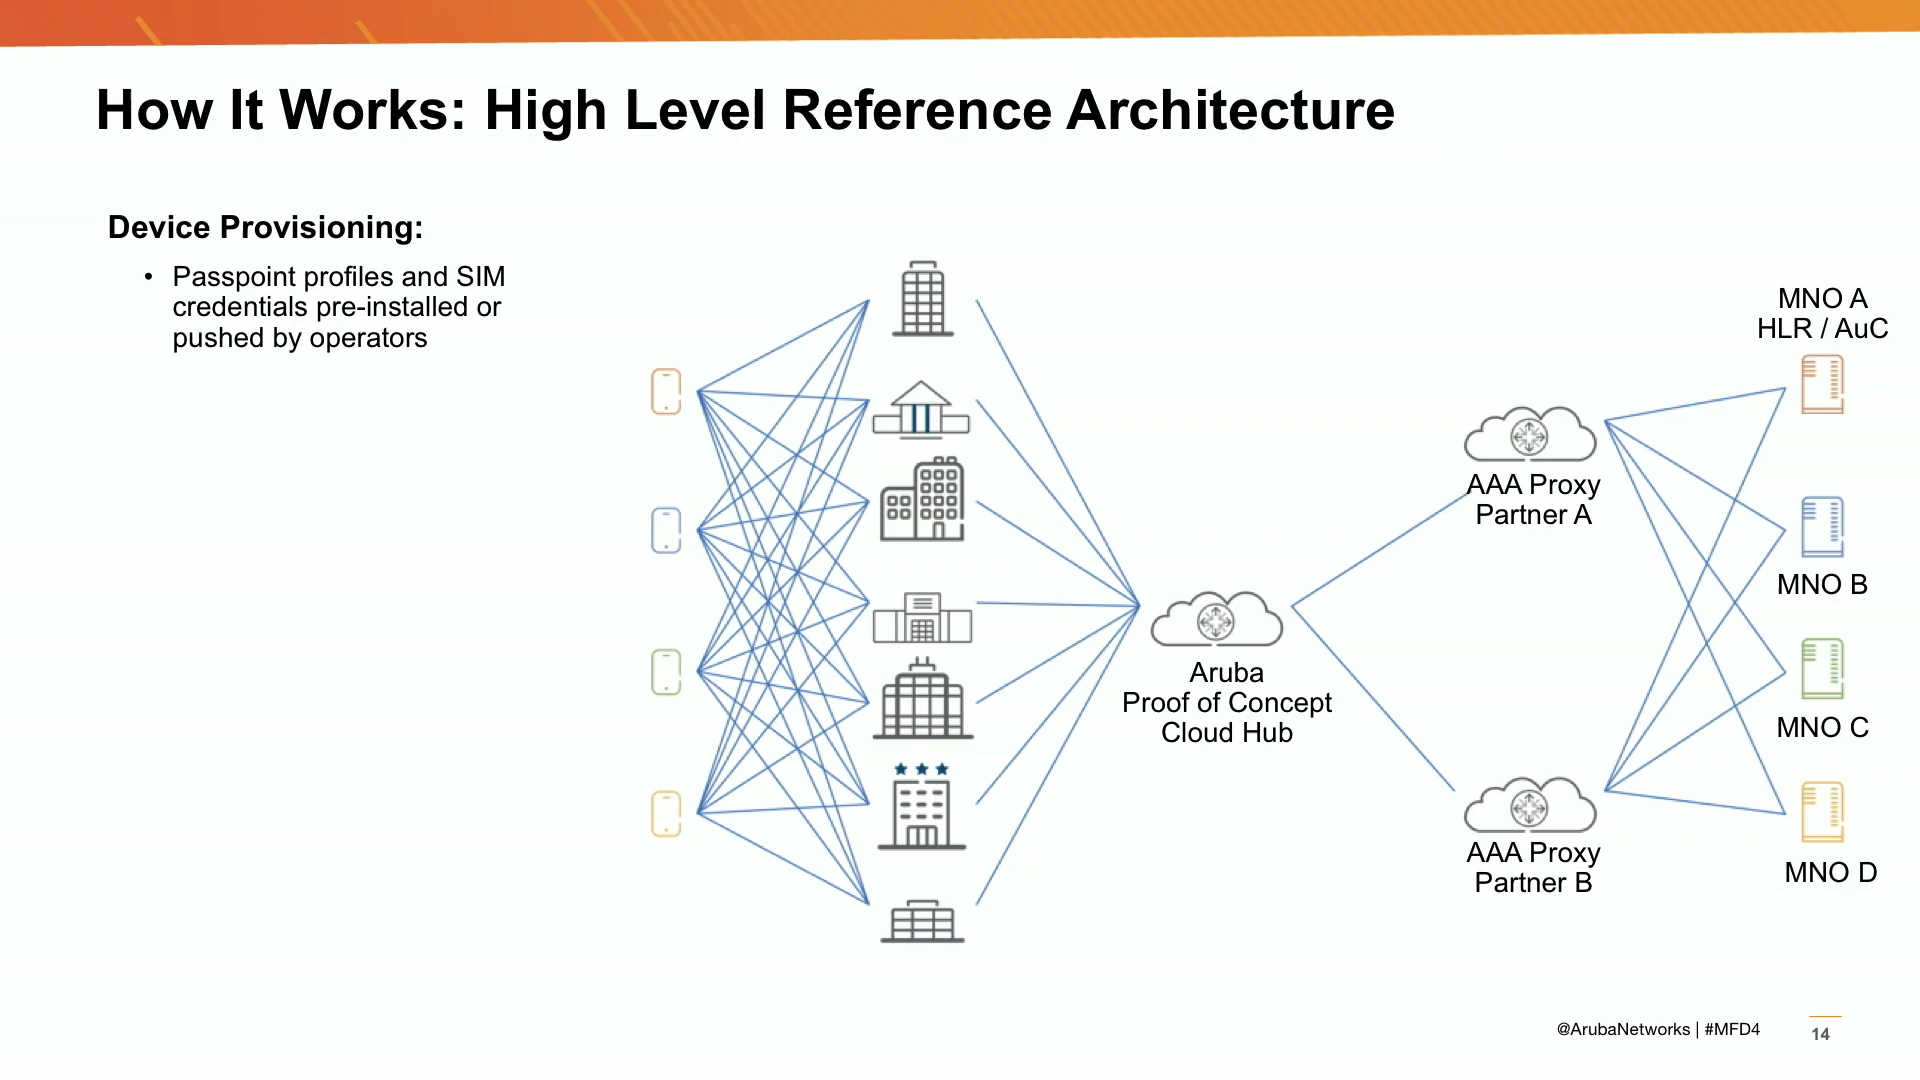 How It Works: High Level Reference Architecture
Device Provisioning:
• Passpoint profiles and SIM
credentials pre-installed or
pushed by operators
MNO A
HLR / AuC
AAA Proxy
Partner A
MNO B
Aruba
Proof of Concept
Cloud Hub
MNO C
AAA Proxy
Partner B
MNO D
@ArubaNetworks | #MFD4
14